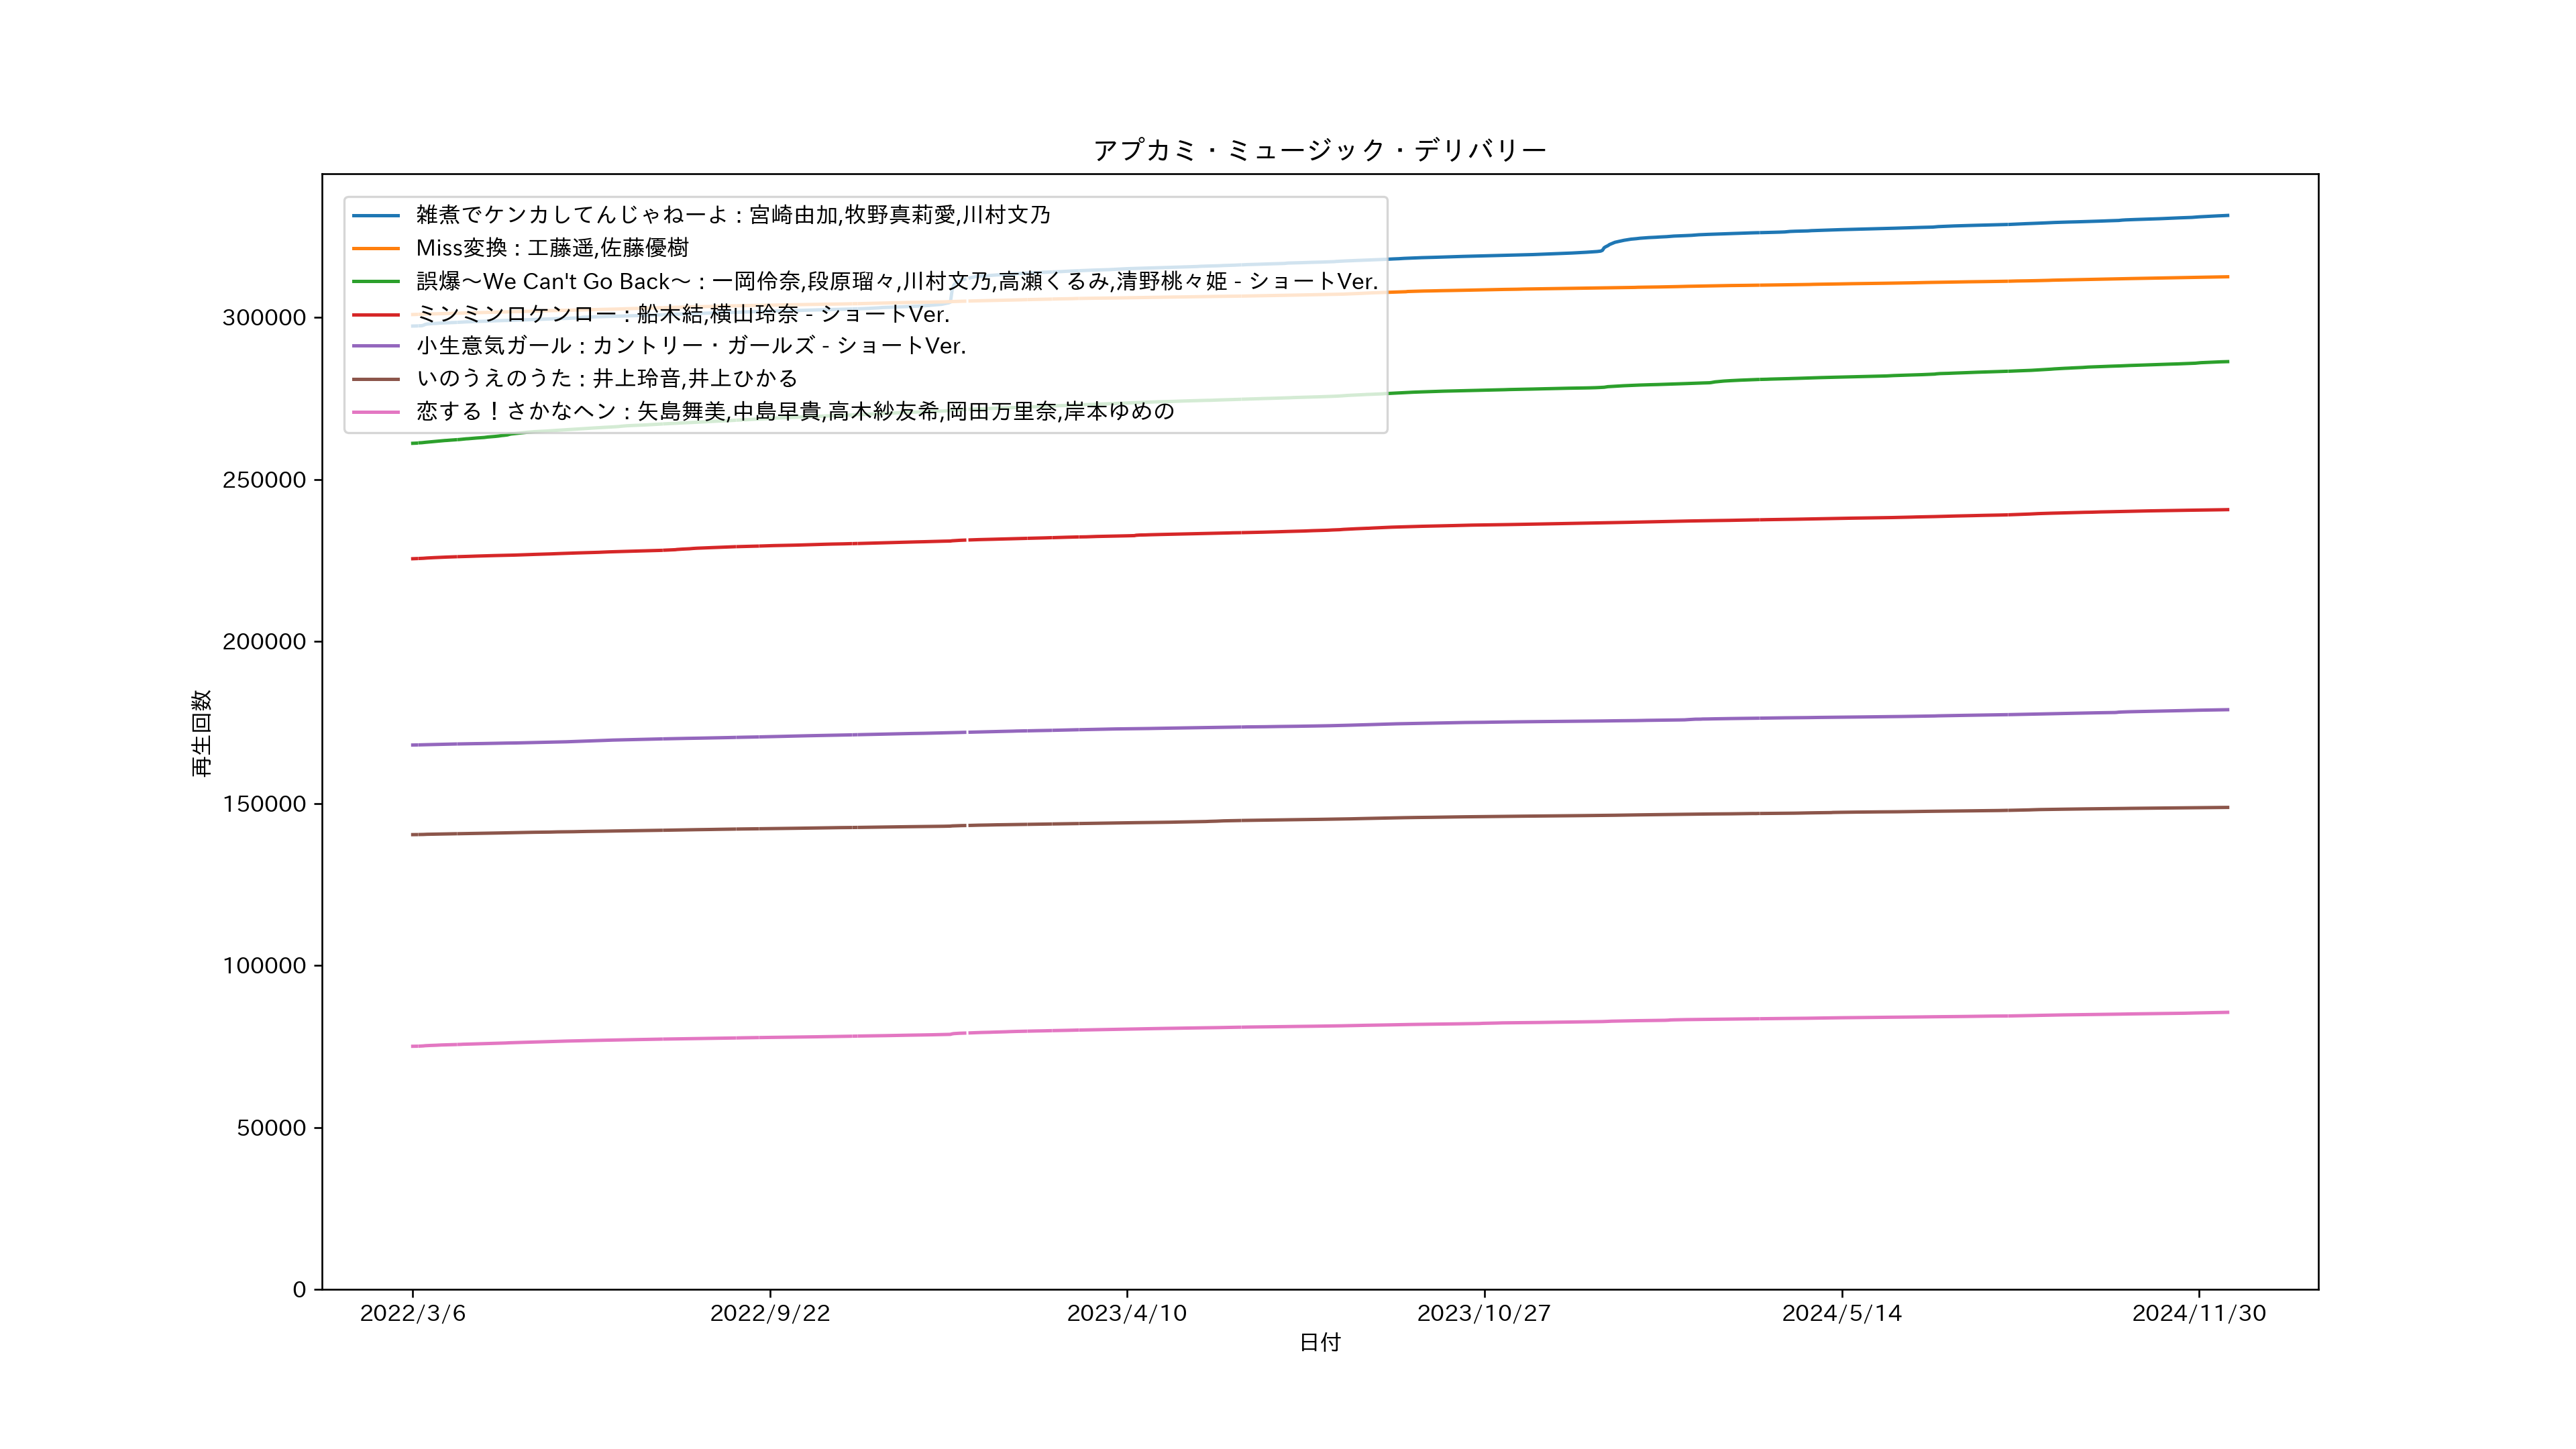 アプカミ・ミュージック・デリバリー
雑煮でケンカしてんじゃねーよ : 宮崎由加,牧野真莉愛,川村文乃
Miss変換 : 工藤遥,佐藤優樹
誤爆〜We Can't Go Back〜 : 一岡伶奈,段原瑠々,川村文乃,高瀬くるみ,清野桃々姫 - ショートVer.
ミンミンロケンロー : 船木結,横山玲奈 - ショートVer.
小生意気ガール : カントリー・ガールズ - ショートVer.
いのうえのうた : 井上玲音,井上ひかる
恋する！さかなヘン : 矢島舞美,中島早貴,高木紗友希,岡田万里奈,岸本ゆめの
300000
250000
200000
150000
100000
50000
0
再生回数
2022/3/6 2022/9/22 2023/4/10 2023/10/27 2024/5/14 2024/11/30
日付